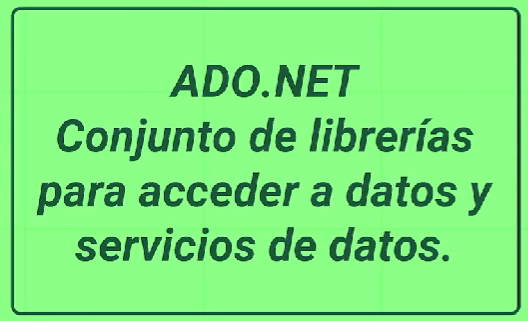 ADO.NET
Conjunto de librerías
para acceder a datos y
servicios de datos.